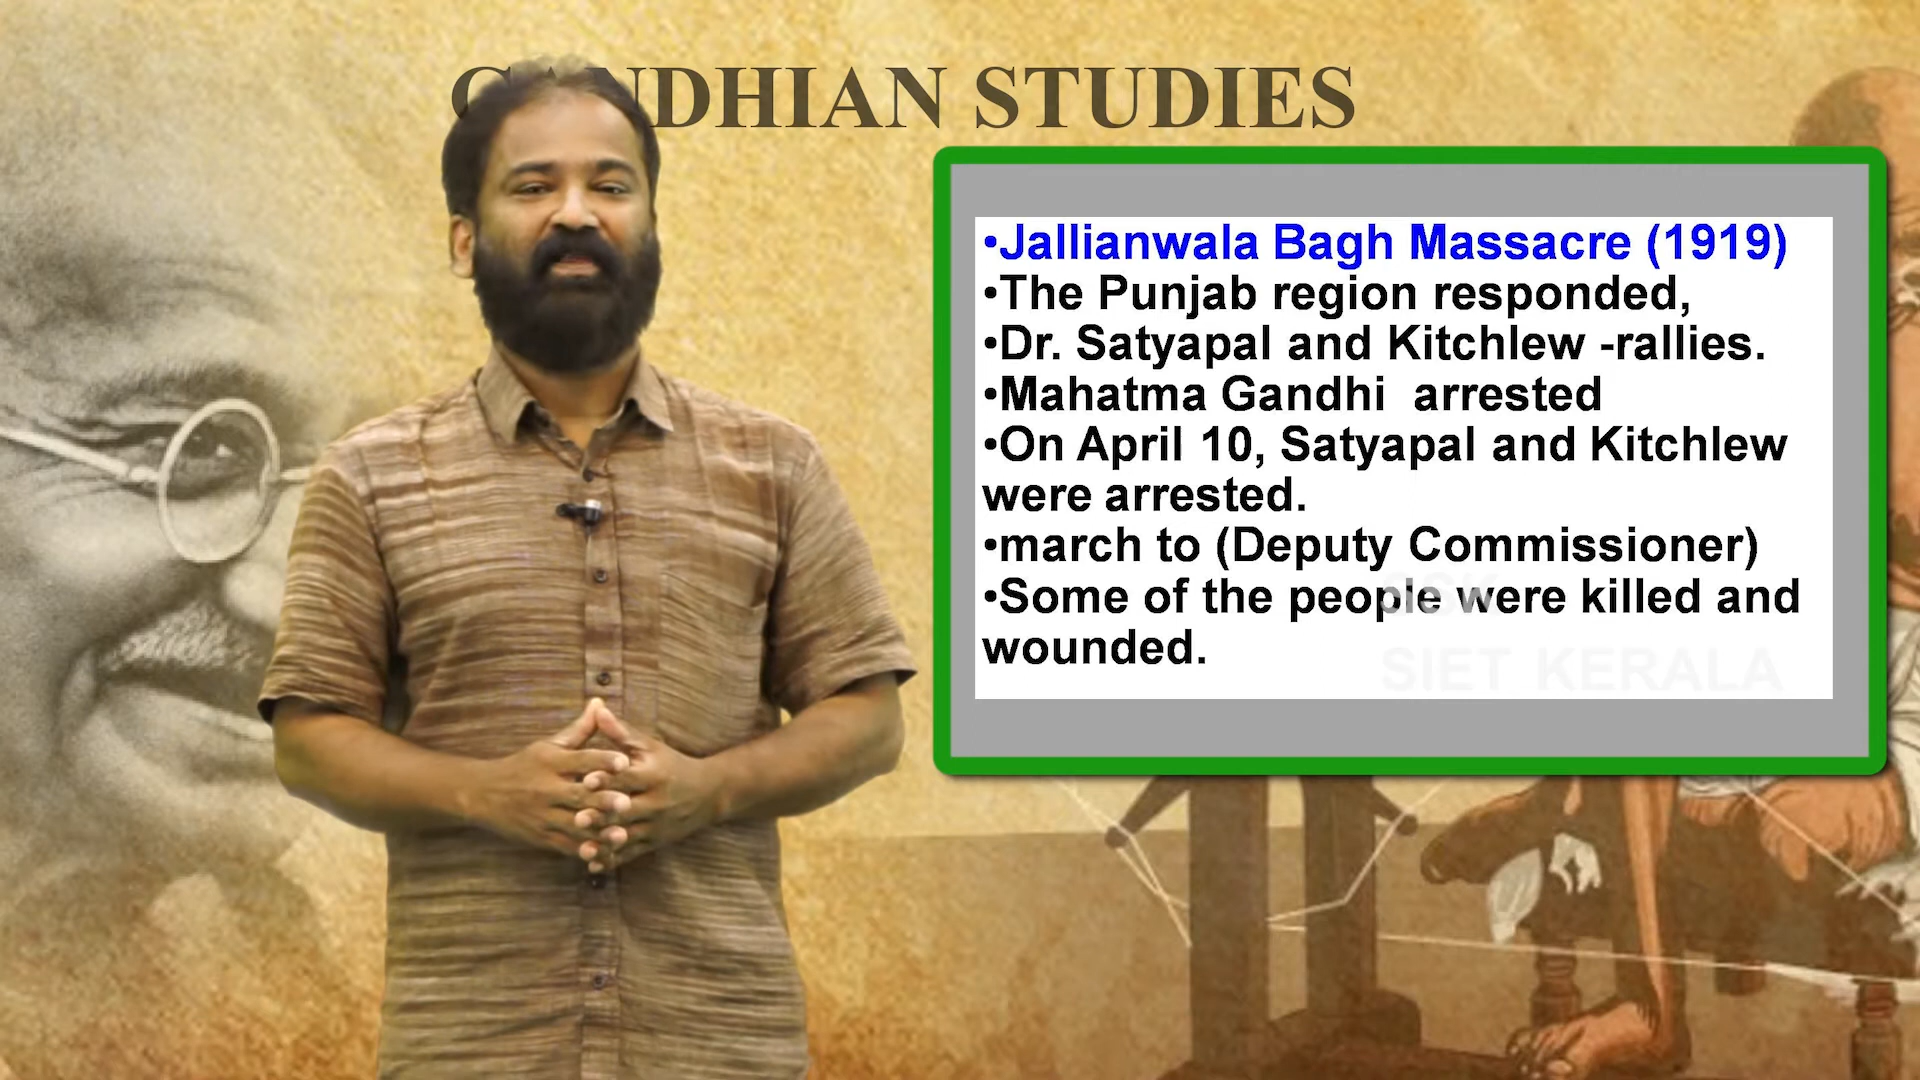 GANDHIAN STUDIES
•Jallianwala Bagh Massacre (1919)
•The Punjab region responded,
•Dr. Satyapal and Kitchlew -rallies.
•Mahatma Gandhi  arrested
•On April 10, Satyapal and Kitchlew
were arrested.
•march to (Deputy Commissioner)
•Some of the people were killed and
wounded.
SSK
SIET KERALA